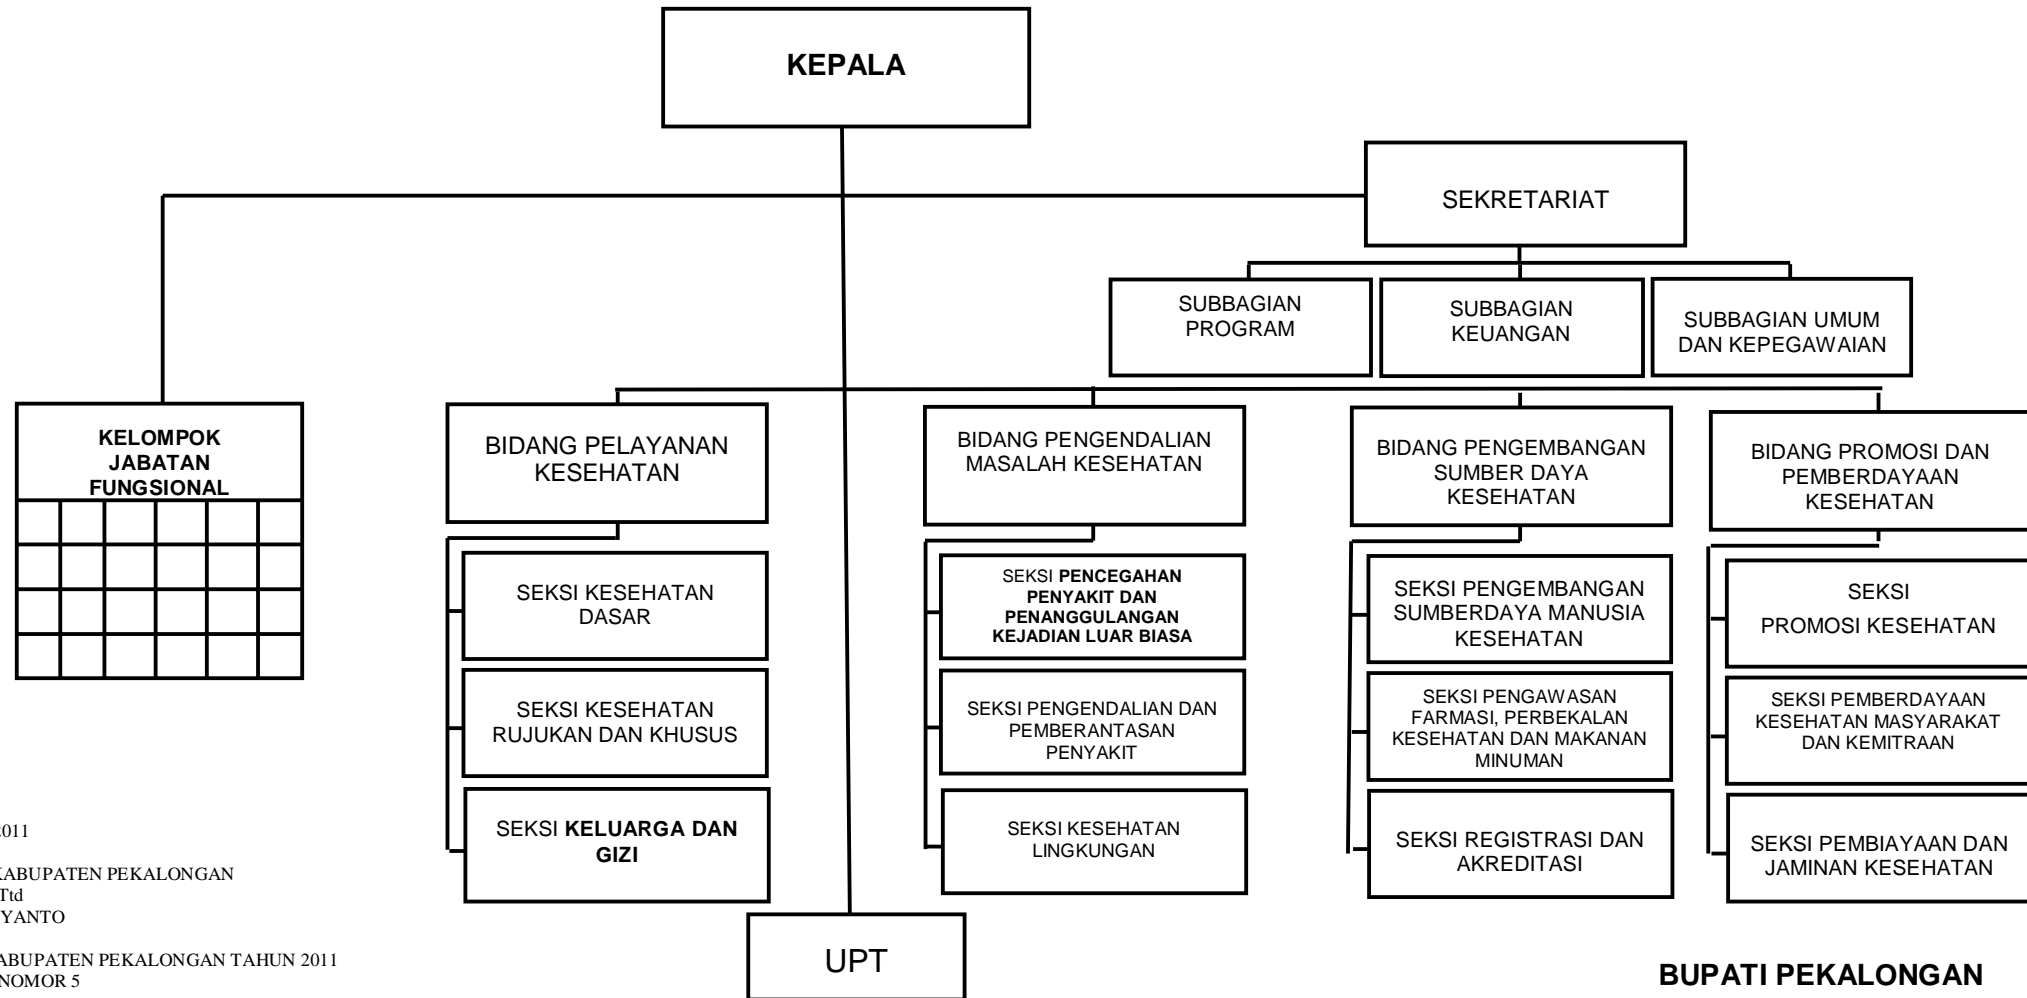 KEPALA
SEKRETARIAT
SUBBAGIAN
PROGRAM
SUBBAGIAN
KEUANGAN
SUBBAGIAN UMUM
DAN KEPEGAWAIAN
KELOMPOK
JABATAN
FUNGSIONAL
BIDANG PELAYANAN
KESEHATAN
SEKSI KESEHATAN
DASAR
SEKSI KESEHATAN
RUJUKAN DAN KHUSUS
SEKSI KELUARGA DAN
GIZI
BIDANG PENGENDALIAN
MASALAH KESEHATAN
SEKSI PENCEGAHAN
PENYAKIT DAN
PENANGGULANGAN
KEJADIAN LUAR BIASA
SEKSI PENGENDALIAN DAN
PEMBERANTASAN
PENYAKIT
SEKSI KESEHATAN
LINGKUNGAN
BIDANG PENGEMBANGAN
SUMBER DAYA
KESEHATAN
SEKSI PENGEMBANGAN
SUMBERDAYA MANUSIA
KESEHATAN
SEKSI PENGAWASAN
FARMASI, PERBEKALAN
KESEHATAN DAN MAKANAN
MINUMAN
SEKSI REGISTRASI DAN
AKREDITASI
BIDANG PROMOSI DAN
PEMBERDAYAAN
KESEHATAN
SEKSI
PROMOSI KESEHATAN
SEKSI PEMBERDAYAAN
KESEHATAN MASYARAKAT
DAN KEMITRAAN
SEKSI PEMBIAYAAN DAN
JAMINAN KESEHATAN
UPT
2011
KABUPATEN PEKALONGAN
Ttd
YANTO
KABUPATEN PEKALONGAN TAHUN 2011
NOMOR 5
BUPATI PEKALONGAN